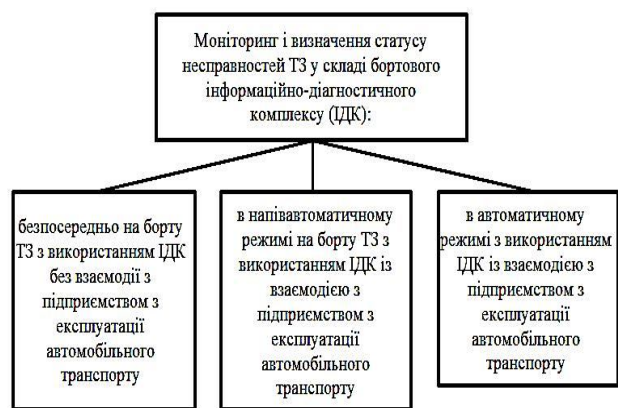 Моніторинг і визначення статусу
несправностей ТЗ у складі бортового
інформаційно-діагностичного
комплексу (ІДК):
безпосередньо на борту
ТЗ з використанням ІДК
без взаємодії з
підприємством з
експлуатації
автомобільного
транспорту
в напівавтоматичному
режимі на борту ТЗ з
використанням ІДК із
взаємодією з
підприємством з
експлуатації
автомобільного
транспорту
в автоматичному
режимі з використанням
ІДК із взаємодією з
підприємством з
експлуатації
автомобільного
транспорту